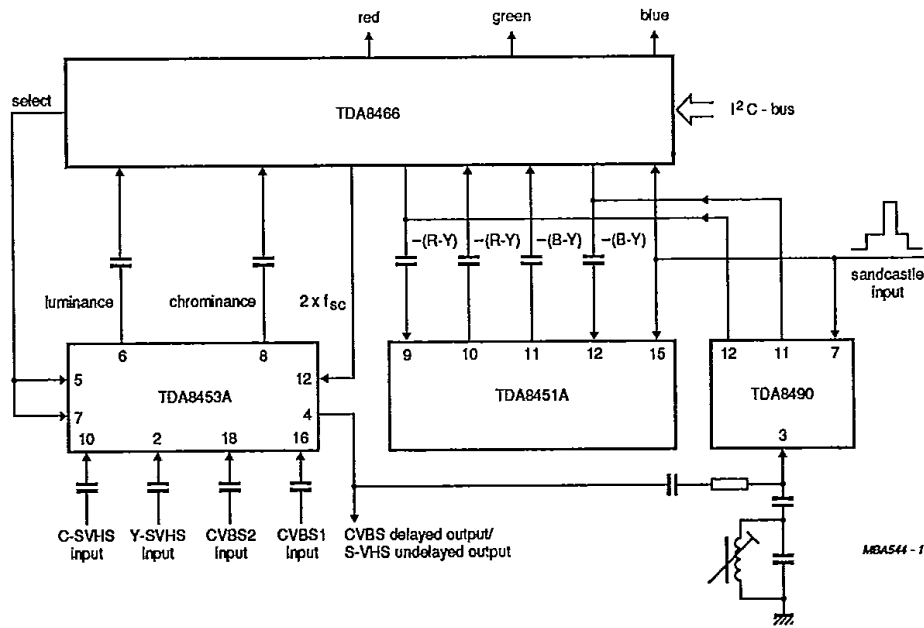 red
green
blue
select
TDA8466
I²C - bus
-(R-Y)
-(R-Y)
-(B-Y)
-(B-Y)
luminance
chrominance
2 x fSC
sandcastle
input
6
8
9
10
11
12
15
12
11
7
5
12
TDA8453A
TDA8451A
TDA8490
7
4
10
2
18
16
3
C-SVHS
input
Y-SVHS
input
CVBS2
input
CVBS1
input
CVBS delayed output/
S-VHS undelayed output
MBA544 - 1